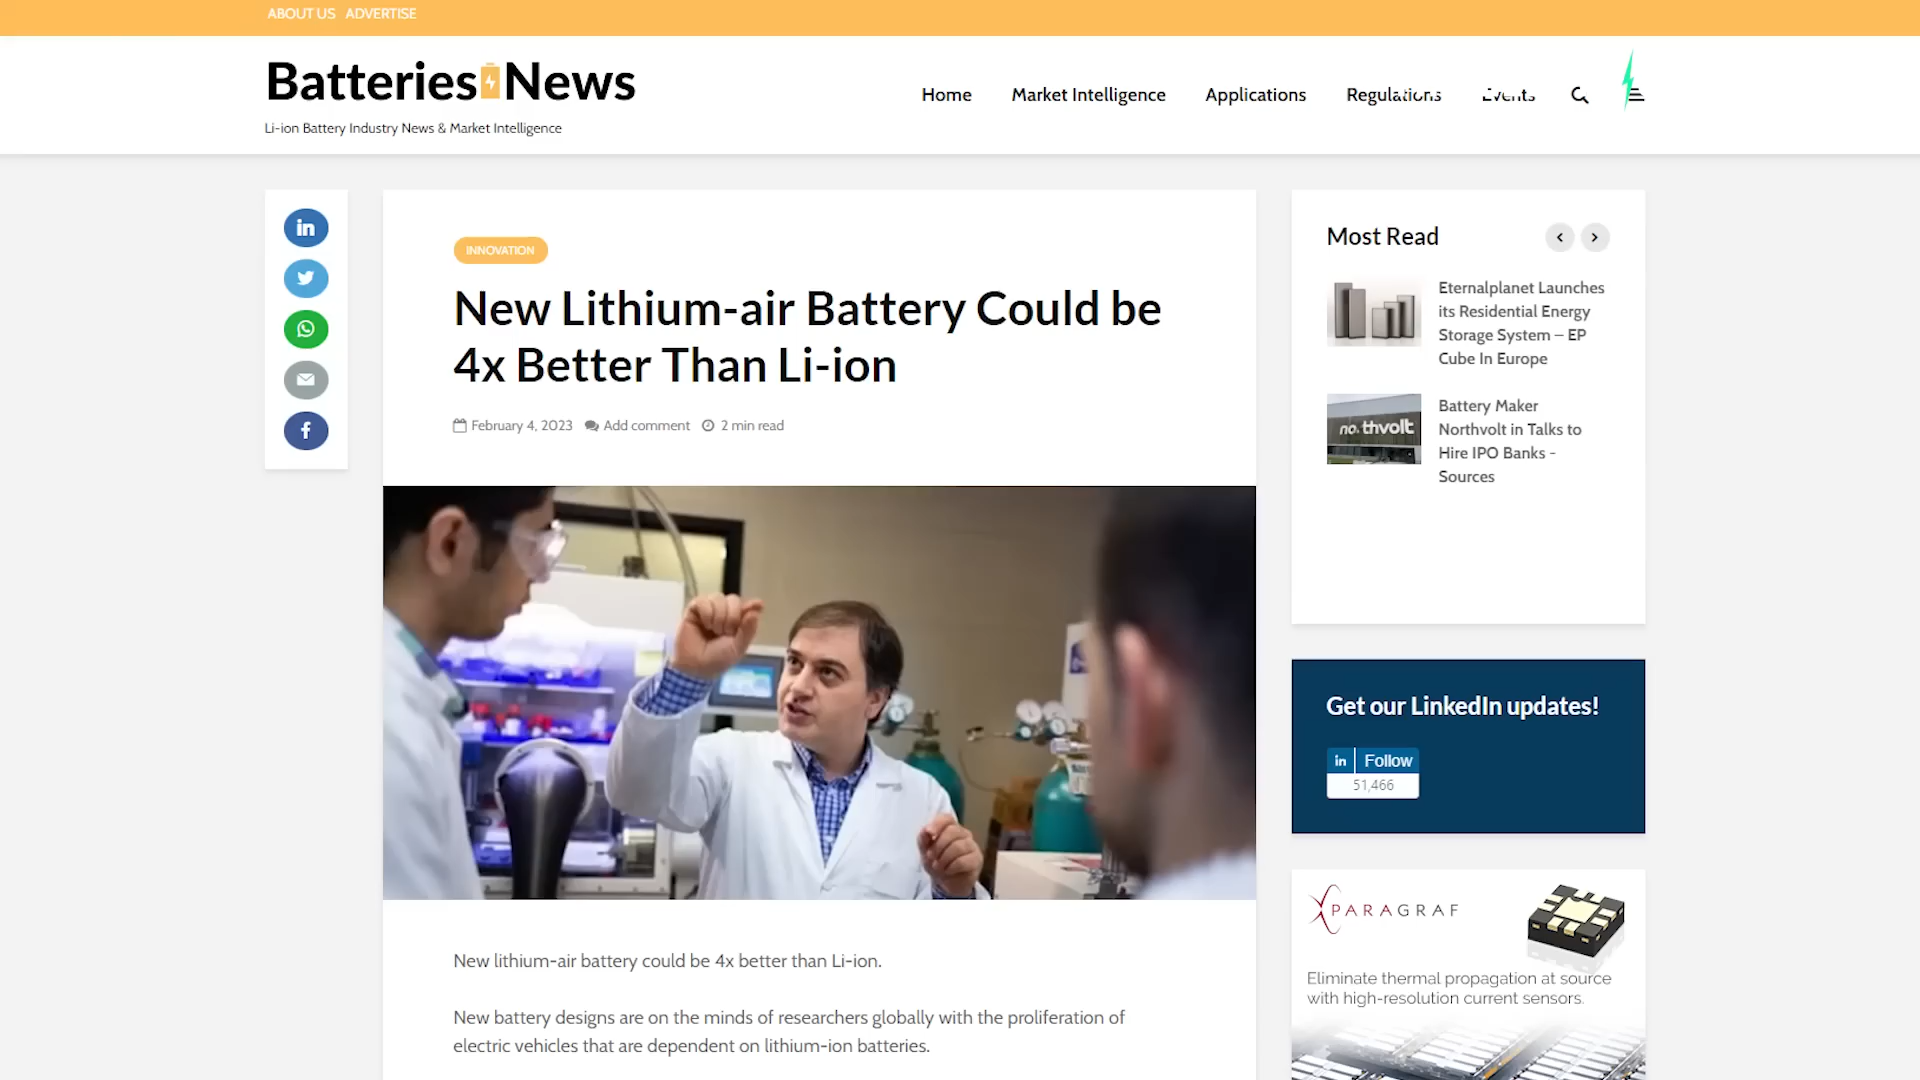 ABOUT US ADVERTISE
Batteries News
Li-ion Battery Industry News & Market Intelligence
Home Market Intelligence Applications Regulations Events
INNOVATION
New Lithium-air Battery Could be
4x Better Than Li-ion
February 4, 2023 Add comment 2 min read
New lithium-air battery could be 4x better than Li-ion.
New battery designs are on the minds of researchers globally with the proliferation of
electric vehicles that are dependent on lithium-ion batteries.
Most Read
Eternalplanet Launches
its Residential Energy
Storage System – EP
Cube In Europe
northvolt
Battery Maker
Northvolt in Talks to
Hire IPO Banks -
Sources
Get our LinkedIn updates!
in Follow
51,466
PARAGRAF
Eliminate thermal propagation at source
with high-resolution current sensors.